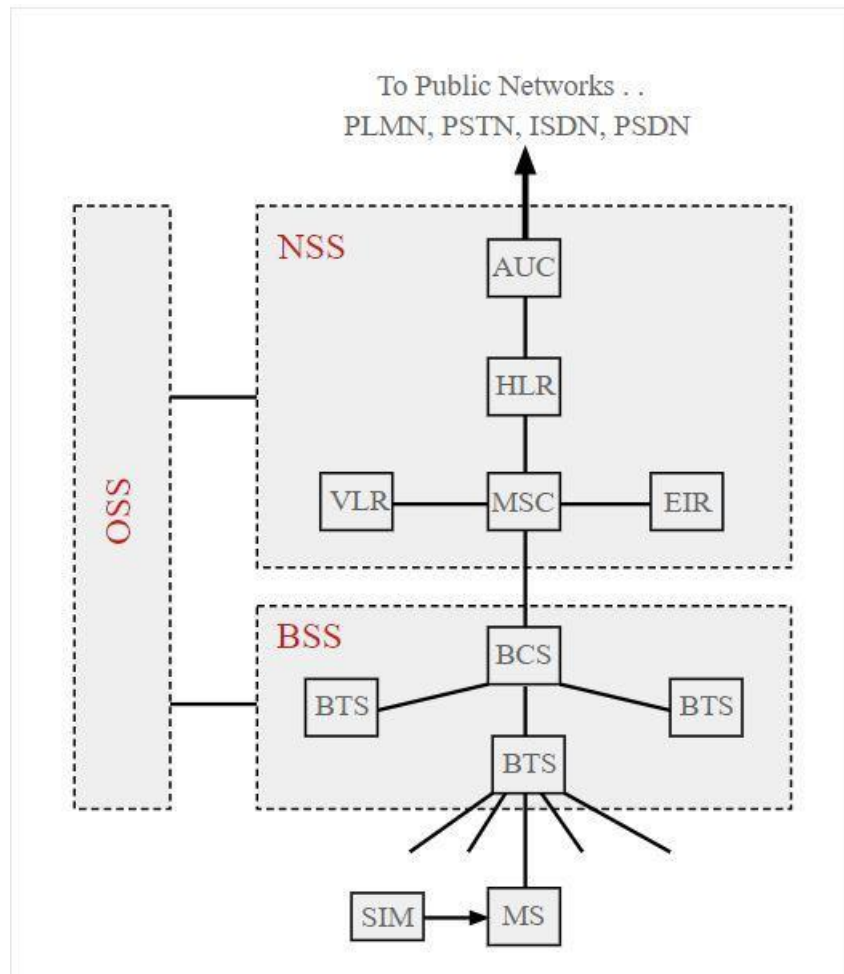 To Public Networks . .
PLMN, PSTN, ISDN, PSDN
NSS
AUC
HLR
VLR
MSC
EIR
OSS
BSS
BCS
BTS
BTS
BTS
SIM
MS